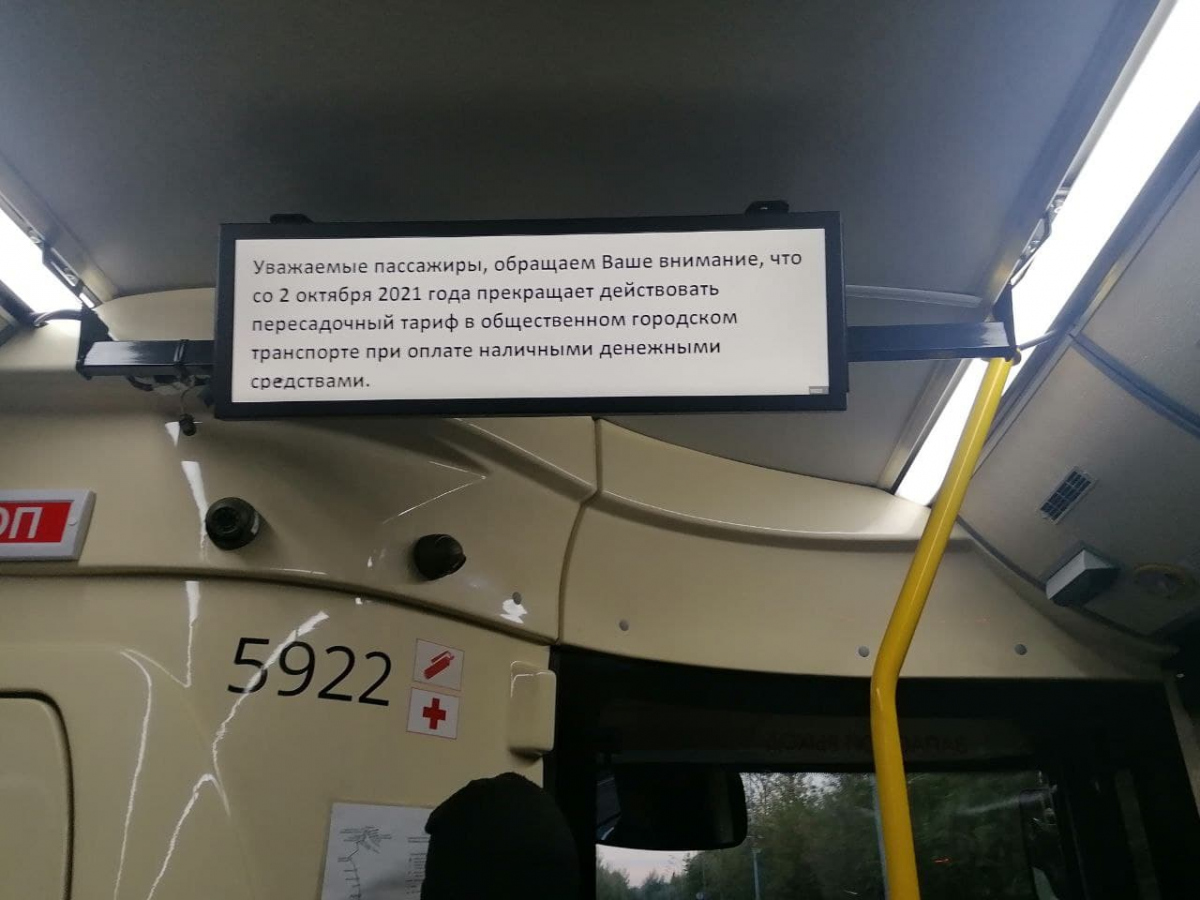 Уважаемые пассажиры, обращаем Ваше внимание, что
со 2 октября 2021 года прекращает действовать
пересадочный тариф в общественном городском
транспорте при оплате наличными денежными
средствами.
ОП
5922